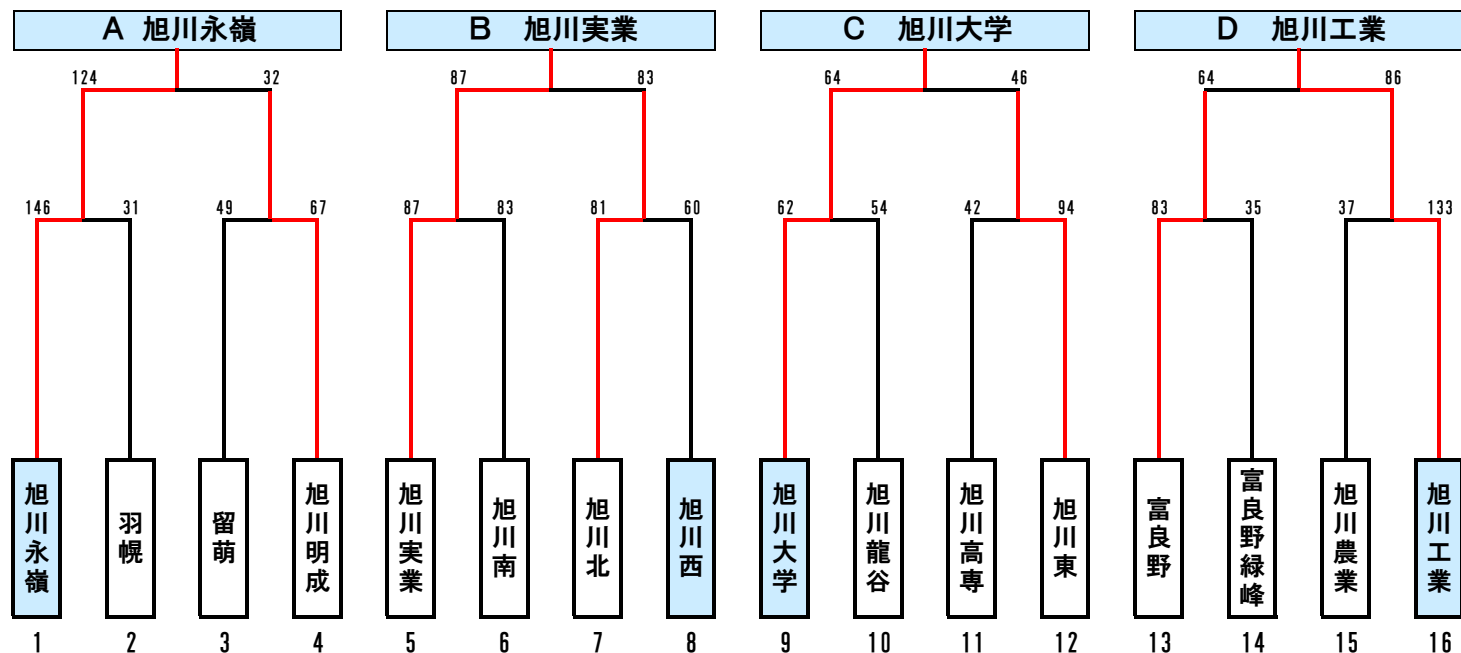 A 旭川永嶺
B 旭川実業
C 旭川大学
D 旭川工業
124 32 87 83 64 46 64 86
146 31 49 67 87 83 81 60 62 54 42 94 83 35 37 133
旭川永嶺
羽幌
留萌
旭川明成
旭川実業
旭川南
旭川北
旭川西
旭川大学
旭川龍谷
旭川高専
旭川東
富良野
富良野緑峰
旭川農業
旭川工業
1 2 3 4 5 6 7 8 9 10 11 12 13 14 15 16